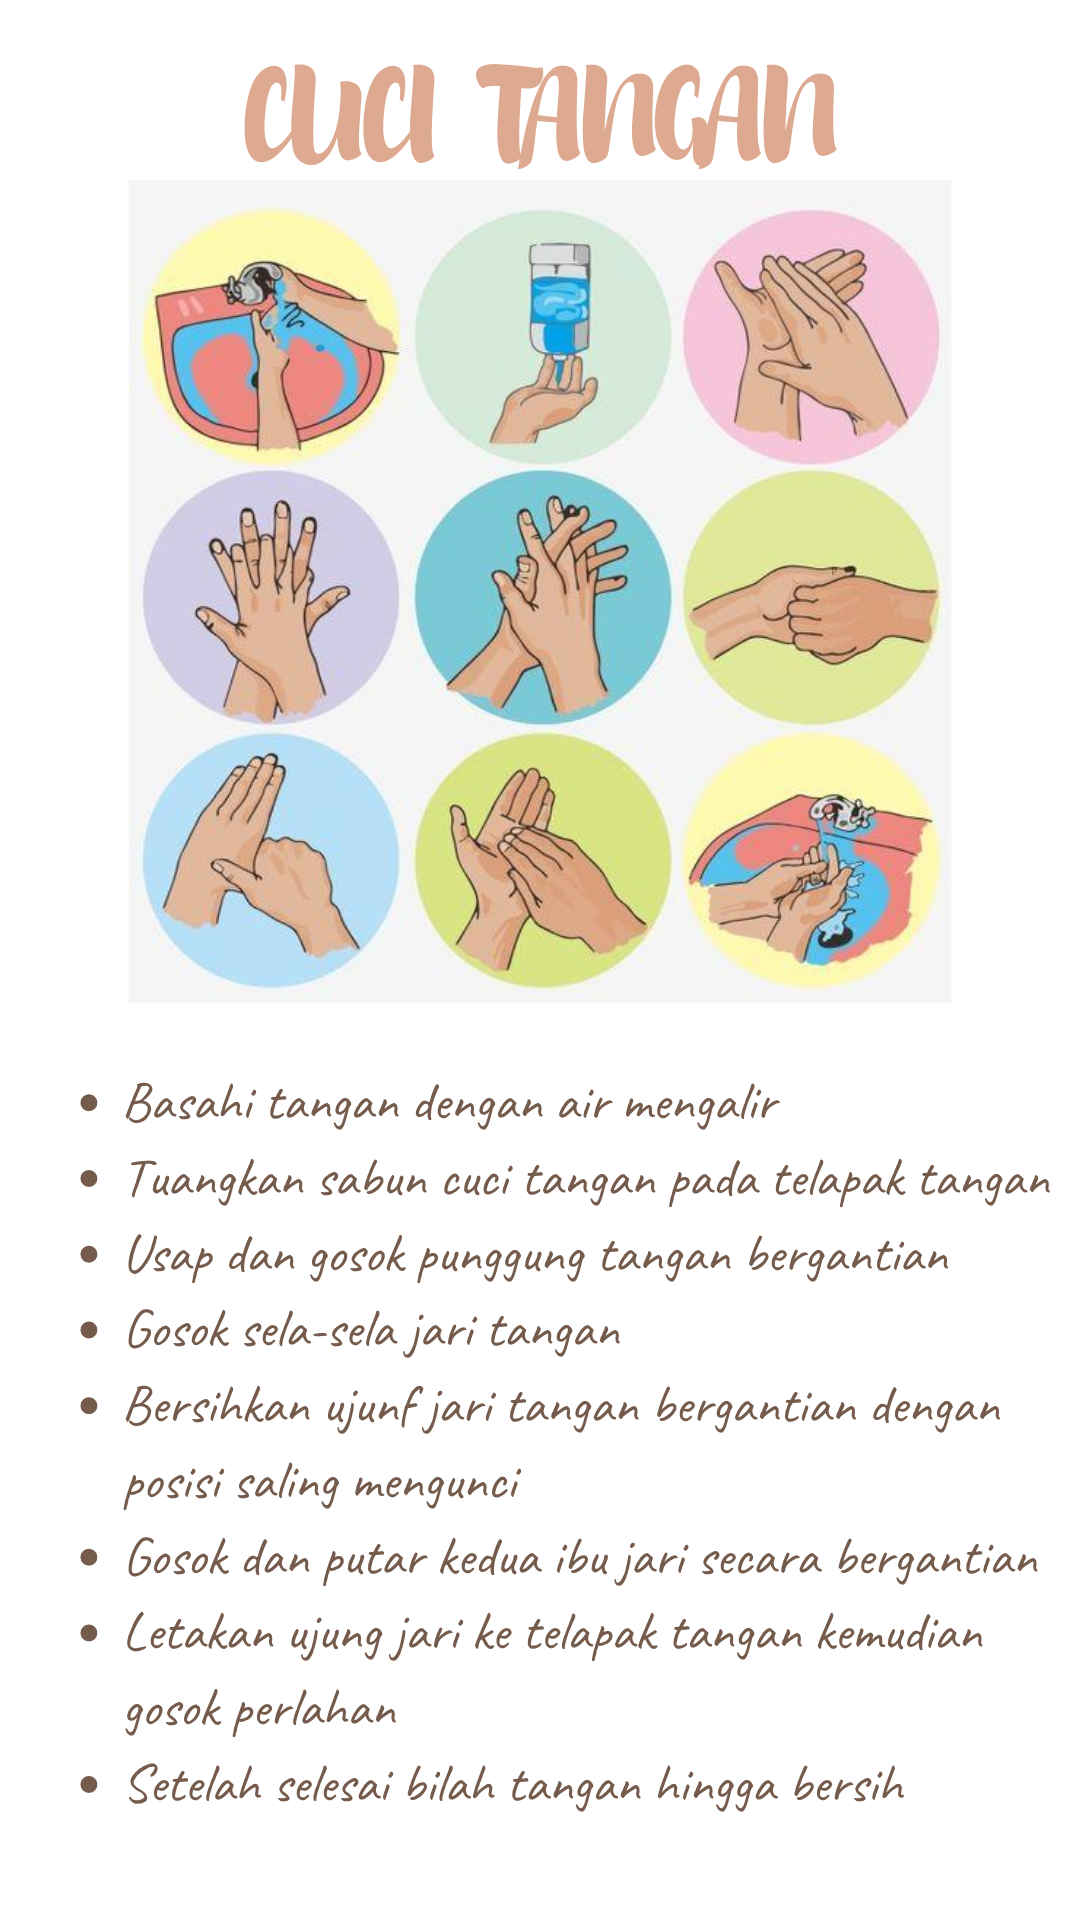 CUCI TANGAN
• Basahi tangan dengan air mengalir
• Tuangkan sabun cuci tangan pada telapak tangan
• Usap dan gosok punggung tangan bergantian
• Gosok sela-sela jari tangan
• Bersihkan ujunf jari tangan bergantian dengan
posisi saling mengunci
• Gosok dan putar kedua ibu jari secara bergantian
• Letakan ujung jari ke telapak tangan kemudian
gosok perlahan
• Setelah selesai bilah tangan hingga bersih